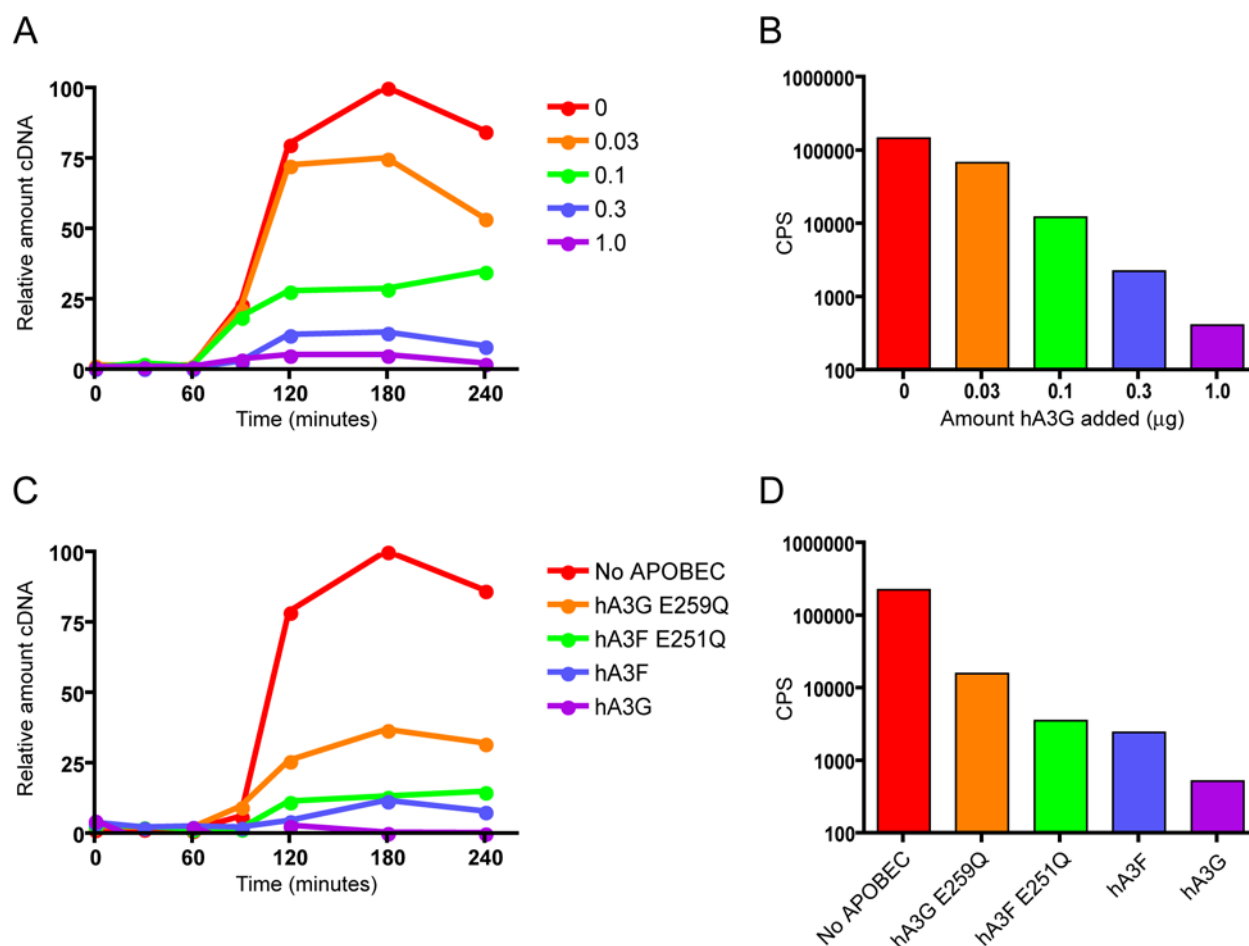 A
Relative amount cDNA
100
75
50
25
0
0 60 120 180 240
Time (minutes)
0
0.03
0.1
0.3
1.0
B
CPS
1000000
100000
10000
1000
100
0 0.03 0.1 0.3 1.0
Amount hA3G added (µg)
C
Relative amount cDNA
100
75
50
25
0
0 60 120 180 240
Time (minutes)
No APOBEC
hA3G E259Q
hA3F E251Q
hA3F
hA3G
D
CPS
1000000
100000
10000
1000
100
No APOBEC
hA3G E259Q
hA3F E251Q
hA3F
hA3G